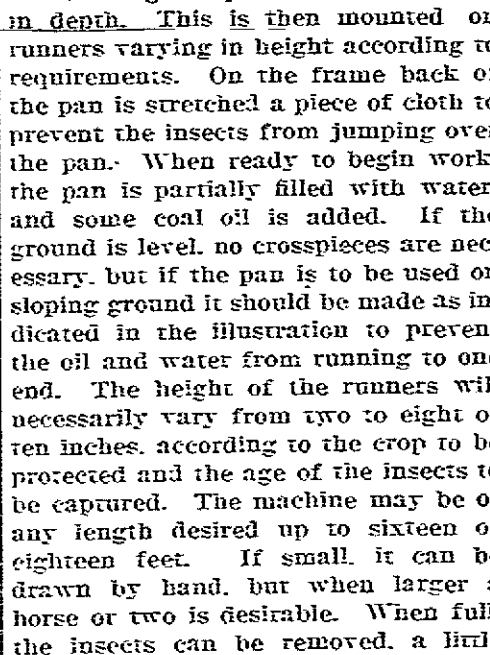 in depth. This is then mounted on
runners varying in height according to
requirements. On the frame back of
the pan is stretched a piece of cloth to
prevent the insects from jumping over
the pan. When ready to begin work
the pan is partially filled with water
and some coal oil is added. If the
ground is level. no crosspieces are nec
essary. but if the pan is to be used on
sloping ground it should be made as in
dicated in the illustration to preven
the oil and water from running to one
end. The height of the runners wil
necessarily vary from two to eight o
ten inches. according to the crop to be
protected and the age of the insects to
be captured. The machine may be o
any length desired up to sixteen o
eighteen feet. If small. it can b
drawn by hand. but when larger a
horse or two is desirable. When full
the insects can be removed. a littl